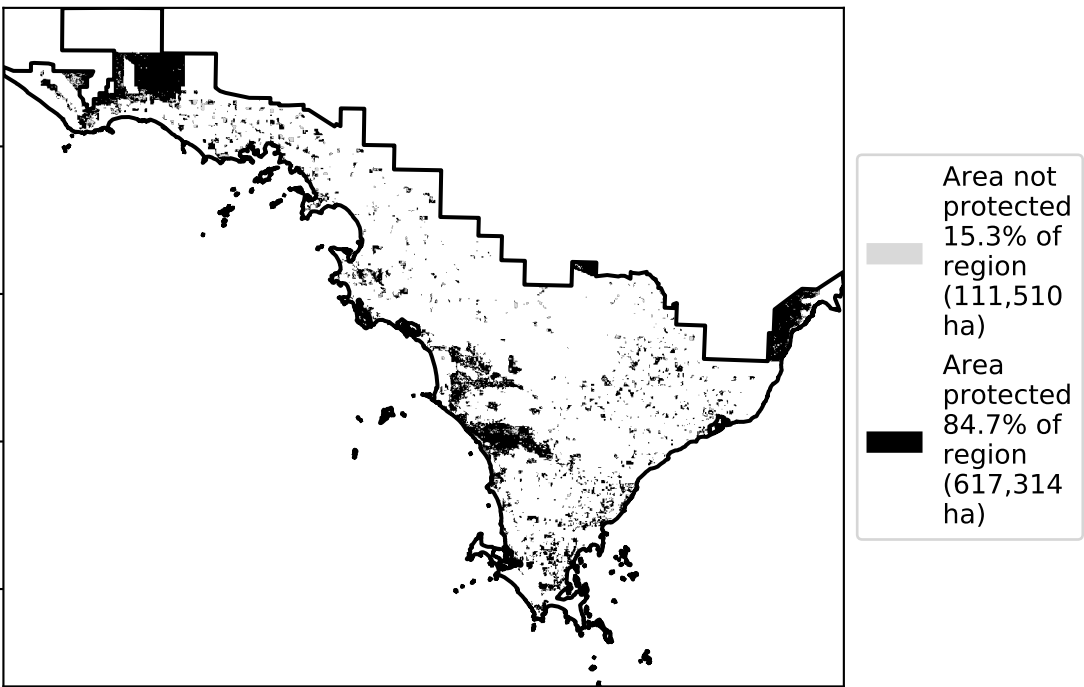 Area not
protected
15.3% of
region
(111,510
ha)
Area
protected
84.7% of
region
(617,314
ha)